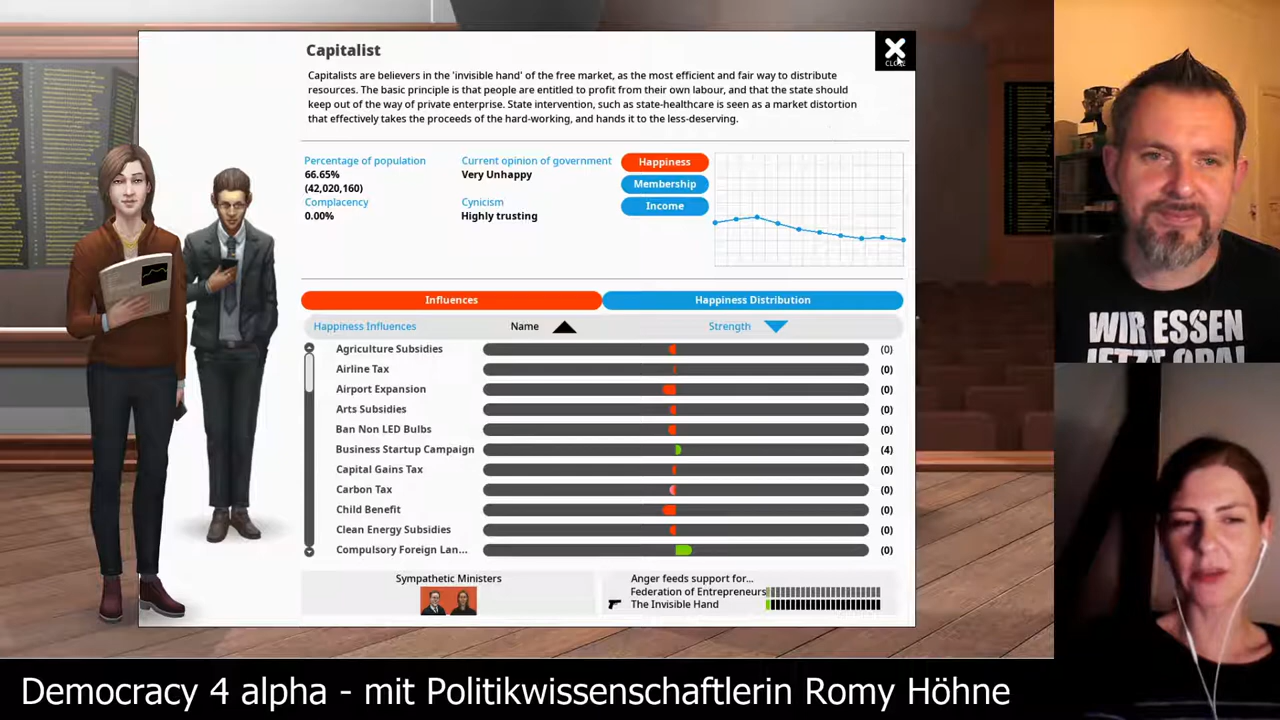 Capitalist
CLOSE
Capitalists are believers in the 'invisible hand' of the free market, as the most efficient and fair way to distribute
resources. The basic principle is that people are entitled to profit from their own labour, and that the state should
keep out of the way of private enterprise. State intervention, such as state-healthcare is seen as a market distortion
that effectively takes the proceeds of the hard-working, and hands it to the less-deserving.
Percentage of population
66.65%
(42,020,160)
Complacency
0.00%
Current opinion of government
Very Unhappy
Cynicism
Highly trusting
Happiness
Membership
Income
Influences
Happiness Distribution
Happiness Influences Name Strength
Agriculture Subsidies (0)
Airline Tax (0)
Airport Expansion (0)
Arts Subsidies (0)
Ban Non LED Bulbs (0)
Business Startup Campaign (4)
Capital Gains Tax (0)
Carbon Tax (0)
Child Benefit (0)
Clean Energy Subsidies (0)
Compulsory Foreign Lan... (0)
Sympathetic Ministers
Anger feeds support for...
Federation of Entrepreneurs
The Invisible Hand
WIR ESSEN
JETZT OPA!
Democracy 4 alpha - mit Politikwissenschaftlerin Romy Höhne